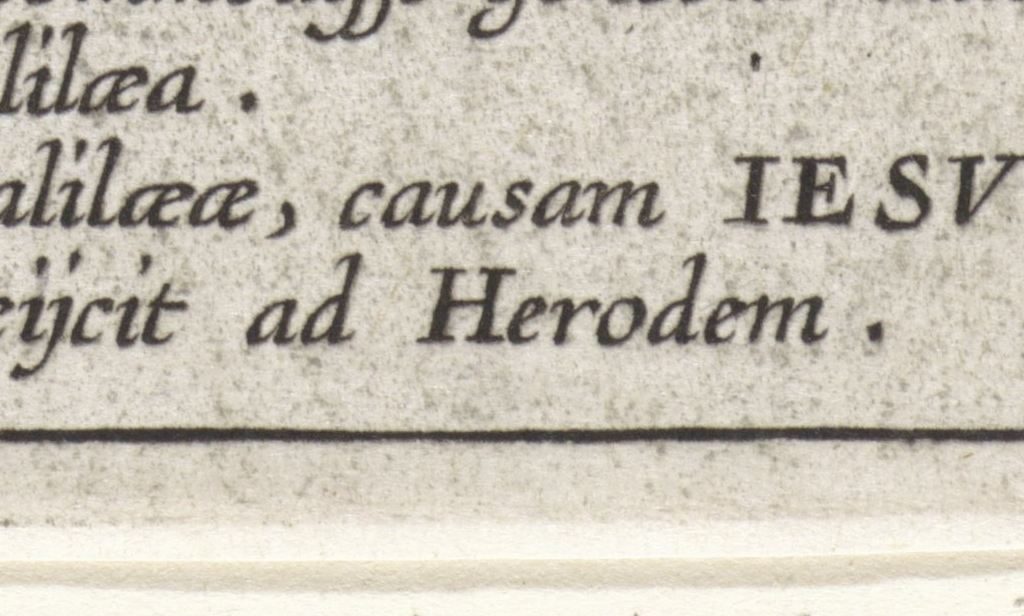 lilæa .
alilææ, causam IESV
eijcit ad Herodem .